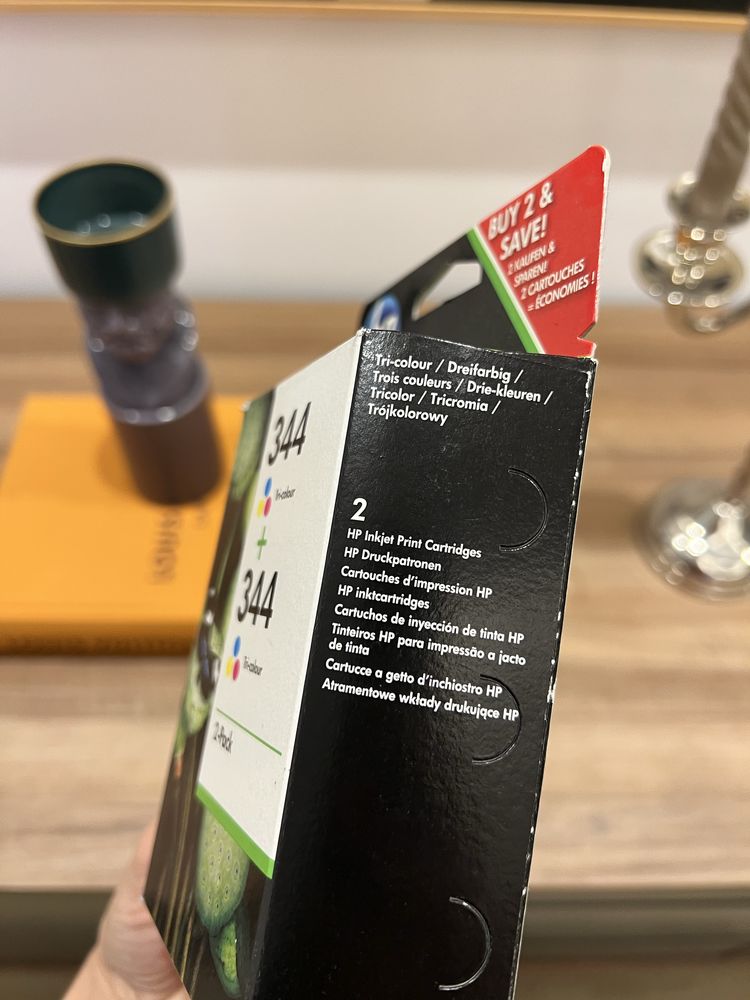 BUY 2 &
SAVE!
2 KAUFEN &
SPAREN!
2 CARTOUCHES
= ÉCONOMIES !
Tri-colour / Dreifarbig /
Trois couleurs / Drie-kleuren /
Tricolor / Tricromia /
Trójkolorowy
344
Tri-colour
+
344
Tri-colour
2-Pack
2
HP Inkjet Print Cartridges
HP Druckpatronen
Cartouches d'impression HP
HP inktcartridges
Cartuchos de inyección de tinta HP
Tinteiros HP para impressão a jacto
de tinta
Cartucce a getto d'inchiostro HP
Atramentowe wkłady drukujące HP